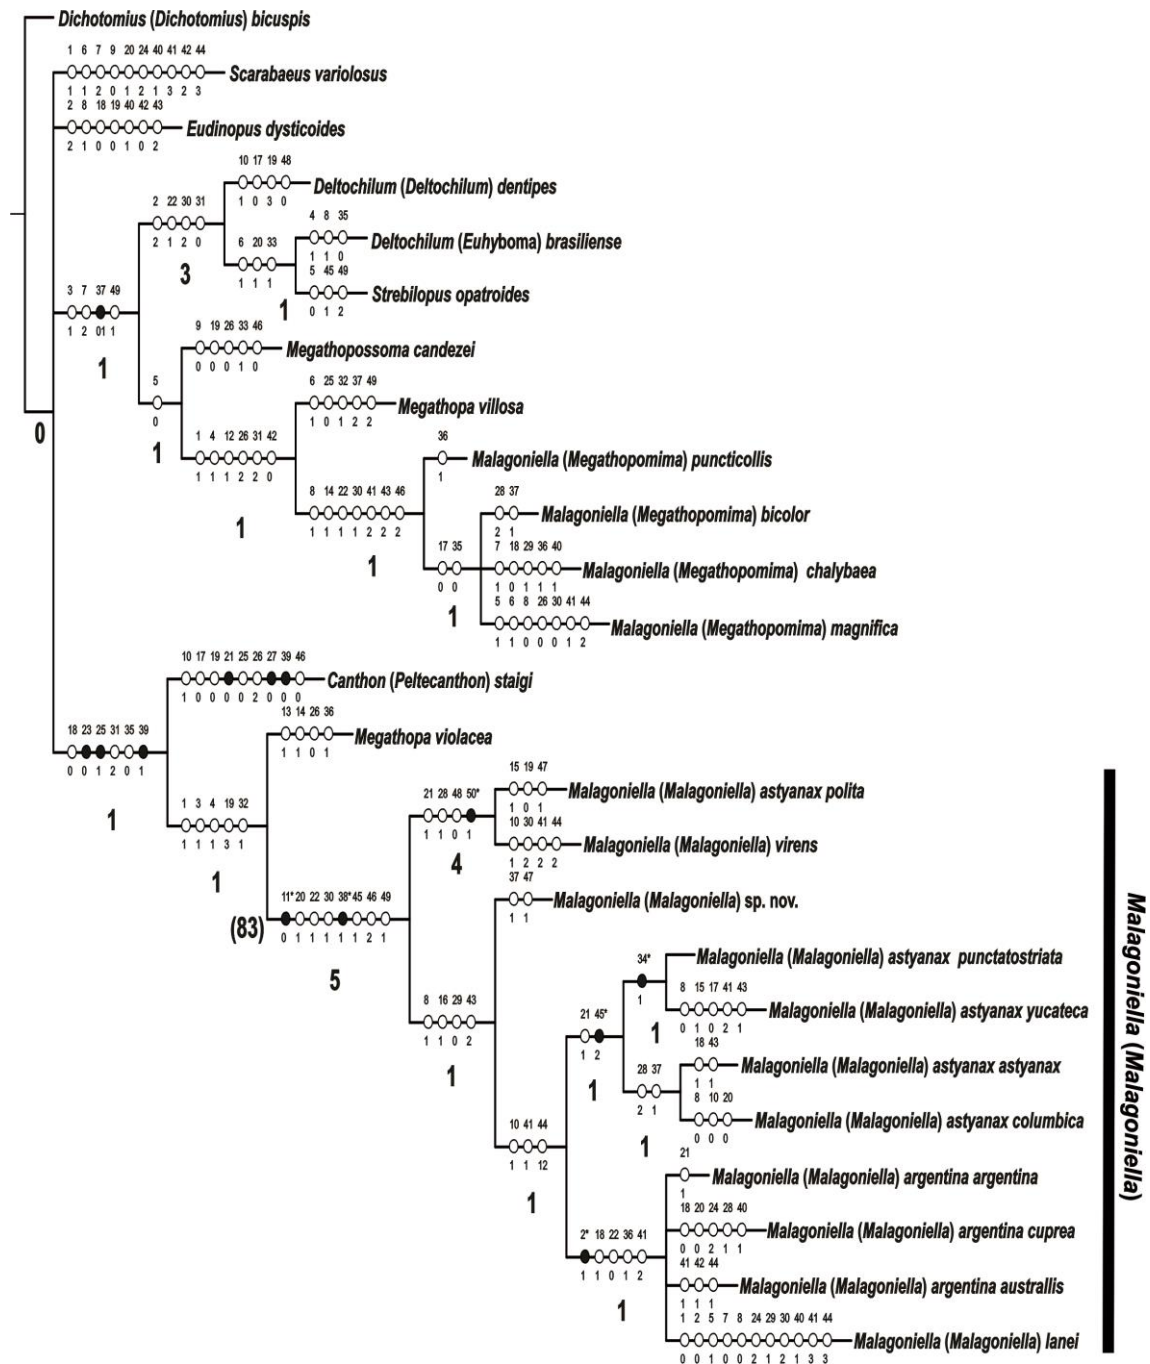 Dichotomius (Dichotomius) bicuspis
1 6 7 9 20 24 40 41 42 44
Scarabaeus variolosus
1 1 2 0 1 2 1 3 2 3
2 8 18 19 40 42 43
Eudinopus dysticoides
2 1 0 0 1 0 2
10 17 19 48
Deltochilum (Deltochilum) dentipes
1 0 3 0
2 22 30 31
2 1 2 0
3
4 8 35
Deltochilum (Euhyboma) brasiliense
1 1 0
6 20 33
1 1 1
5 45 49
Strebilopus opatroides
0 1 2
1
3 7 37 49
1 2 01 1
1
9 19 26 33 46
Megathopossoma candezei
0 0 0 1 0
5
0
1
6 25 32 37 49
Megathopa villosa
1 0 1 2 2
0
1 4 12 26 31 42
1 1 1 2 2 0
1
36
Malagoniella (Megathopomima) puncticollis
1
8 14 22 30 41 43 46
1 1 1 1 2 2 2
1
28 37
Malagoniella (Megathopomima) bicolor
2 1
17 35
0 0
1
7 18 29 36 40
Malagoniella (Megathopomima) chalybaea
1 0 1 1 1
5 6 8 26 30 41 44
Malagoniella (Megathopomima) magnifica
1 1 0 0 0 1 2
10 17 19 21 25 26 27 39 46
Canthon (Peltecanthon) staigi
1 0 0 0 0 2 0 0 0
18 23 25 31 35 39
0 0 1 2 0 1
1
13 14 26 36
Megathopa violacea
1 1 0 1
1 3 4 19 32
1 1 1 3 1
1
15 19 47
Malagoniella (Malagoniella) astyanax polita
1 0 1
21 28 48 50*
1 1 0 1
4
10 30 41 44
Malagoniella (Malagoniella) virens
1 2 2 2
11* 20 22 30 38* 45 46 49
(83)
0 1 1 1 1 1 2 1
5
37 47
Malagoniella (Malagoniella) sp. nov.
1 1
8 16 29 43
1 1 0 2
1
34*
Malagoniella (Malagoniella) astyanax punctatostriata
1
8 15 17 41 43
Malagoniella (Malagoniella) astyanax yucateca
0 1 0 2 1
1
21 45*
1 2
1
18 43
Malagoniella (Malagoniella) astyanax astyanax
1 1
28 37
2 1
1
8 10 20
Malagoniella (Malagoniella) astyanax columbica
0 0 0
10 41 44
1 1 12
1
21
Malagoniella (Malagoniella) argentina argentina
1
18 20 24 28 40
Malagoniella (Malagoniella) argentina cuprea
0 0 2 1 1
2* 18 22 36 41
1 1 0 1 2
1
41 42 44
Malagoniella (Malagoniella) argentina australlis
1 1 1
1 2 5 7 8 24 29 30 40 41 44
Malagoniella (Malagoniella) lanei
0 0 1 0 0 2 1 2 1 3 3
Malagoniella (Malagoniella)